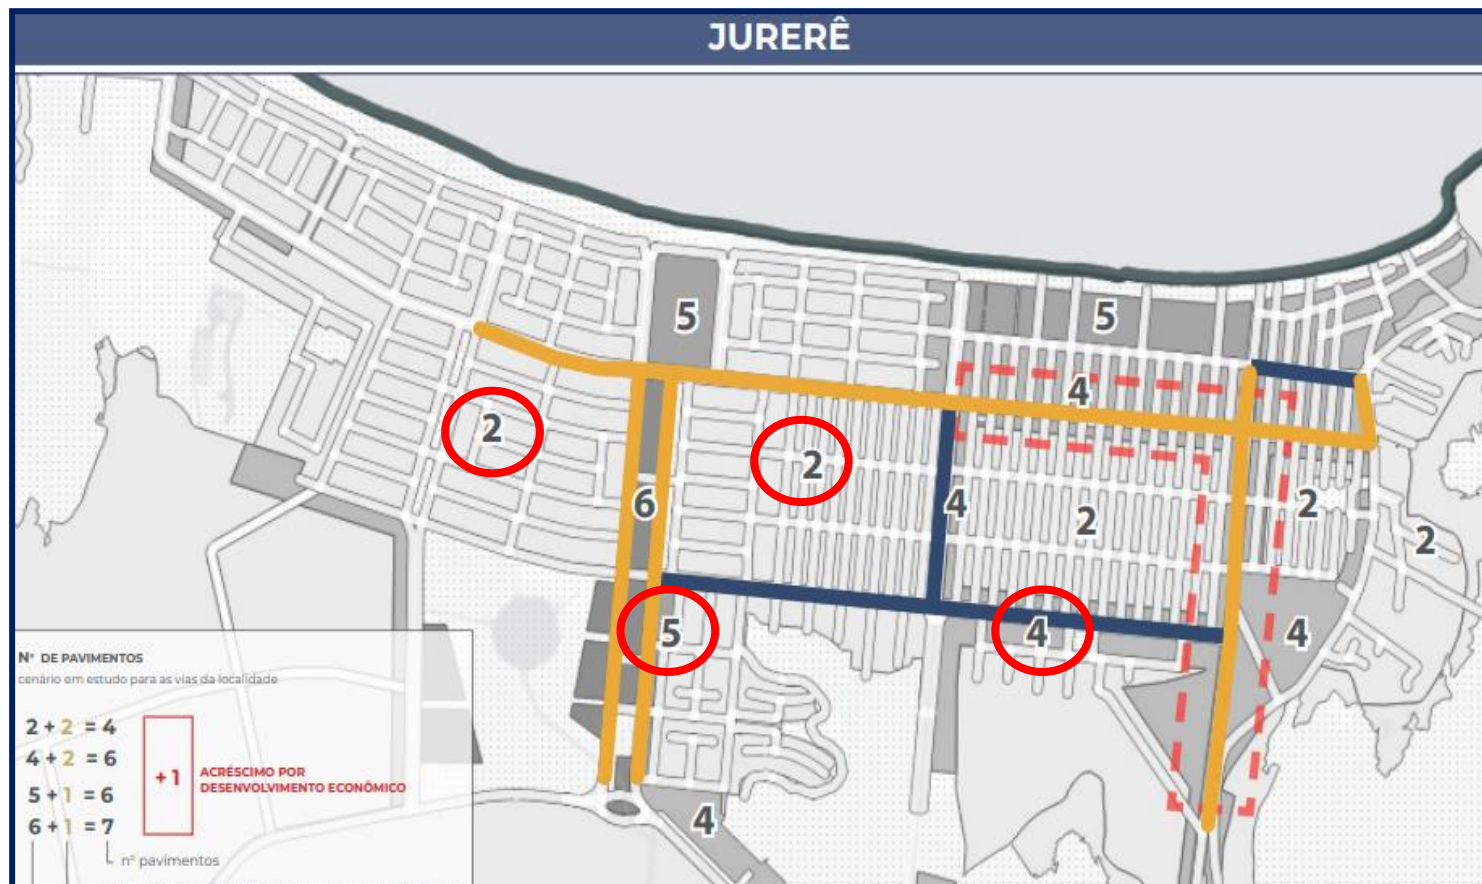 JURERÊ
5
5
4
2
2
6
4
2
2
2
5
4
4
4
Nº DE PAVIMENTOS
cenário em estudo para as vias da localidade
2 + 2 = 4
4 + 2 = 6
5 + 1 = 6
6 + 1 = 7
+1
ACRÉSCIMO POR
DESENVOLVIMENTO ECONÔMICO
nº pavimentos